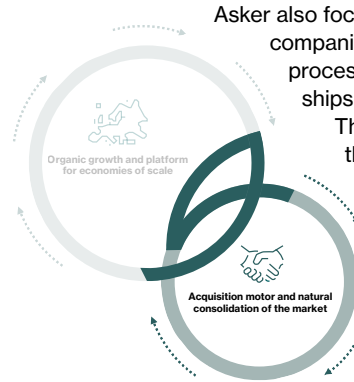 Asker also foc
compani
proces
ships.
Th
th
Organic growth and platform
for economies of scale
Acquisition motor and natural
consolidation of the market